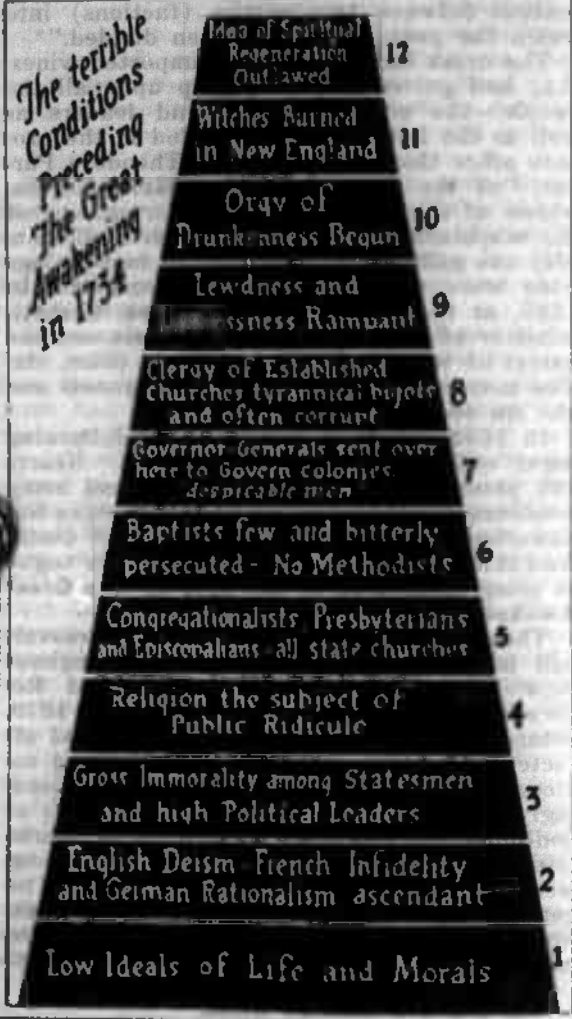 The terrible
Conditions
Preceding
The Great
Awakening
in 1734
Idea of Spiritual
Regeneration
Outlawed
12
Witches Burned
in New England
11
Orgy of
Drunkenness Begun
10
Lewdness and
Rampant
9
Clergy of Established
Churches tyrannical bigots
and often corrupt
8
Governor Generals sent over
here to Govern colonies,
despicable men
7
Baptists few and bitterly
persecuted - No Methodists
6
Congregationalists Presbyterians
and Episcopalians all state churches
5
Religion the subject of
Public Ridicule
4
Gross Immorality among Statesmen
and high Political Leaders
3
English Deism French Infidelity
and German Rationalism ascendant
2
Low Ideals of Life and Morals
1